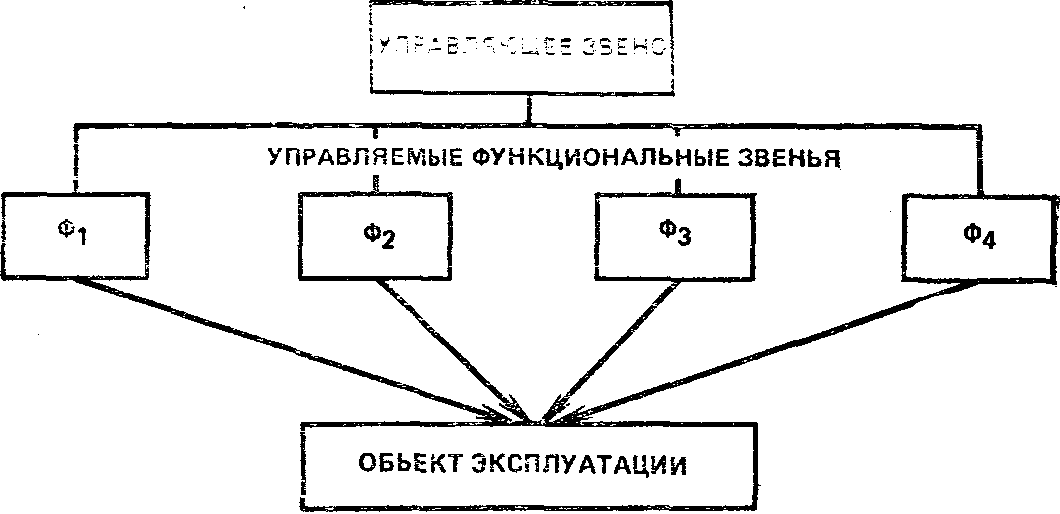 УПРАВЛЯЮЩЕЕ ЗВЕНО
УПРАВЛЯЕМЫЕ ФУНКЦИОНАЛЬНЫЕ ЗВЕНЬЯ
Ф1
Ф2
Ф3
Ф4
ОБЬЕКТ ЭКСПЛУАТАЦИИ